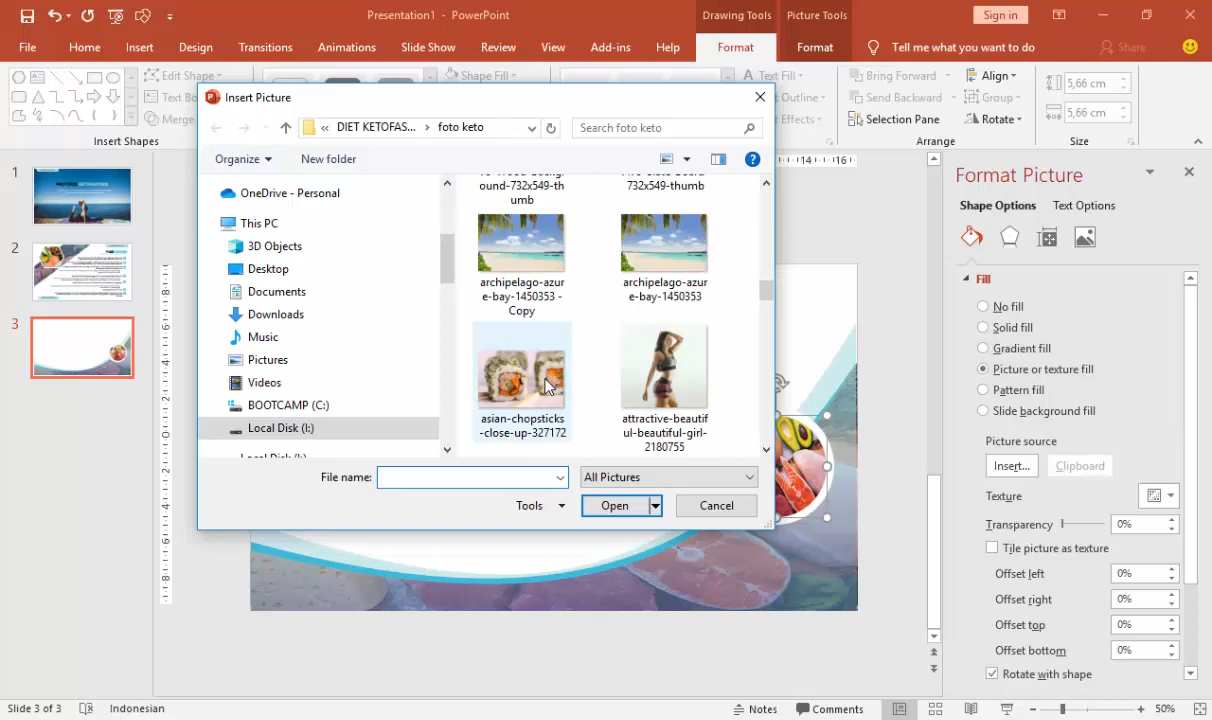 Presentation1 - PowerPoint
Drawing Tools
Picture Tools
Sign in
File
Home
Insert
Design
Transitions
Animations
Slide Show
Review
View
Add-ins
Help
Format
Format
Tell me what you want to do
Share
Edit Shape
Text Bo
Merge
Insert Shapes
Shape Fill
Text Fill
Outline
Effects
Bring Forward
Send Backward
Selection Pane
Align
Group
Rotate
Arrange
5,66 cm
5,66 cm
Size
Insert Picture
« DIET KETOFAS... › foto keto
Search foto keto
Organize
New folder
OneDrive - Personal
This PC
3D Objects
Desktop
Documents
Downloads
Music
Pictures
Videos
BOOTCAMP (C:)
Local Disk (I:)
ound-732x549-th
umb
732x549-thumb
archipelago-azur
e-bay-1450353 -
Copy
archipelago-azur
e-bay-1450353
asian-chopsticks
-close-up-327172
attractive-beautif
ul-beautiful-girl-
2180755
File name:
All Pictures
Tools
Open
Cancel
1
2
3
14
16
Format Picture
Shape Options
Text Options
Fill
No fill
Solid fill
Gradient fill
Picture or texture fill
Pattern fill
Slide background fill
Picture source
Insert...
Clipboard
Texture
Transparency
0%
Tile picture as texture
Offset left
0%
Offset right
0%
Offset top
0%
Offset bottom
0%
Rotate with shape
Slide 3 of 3
Indonesian
Notes
Comments
50%